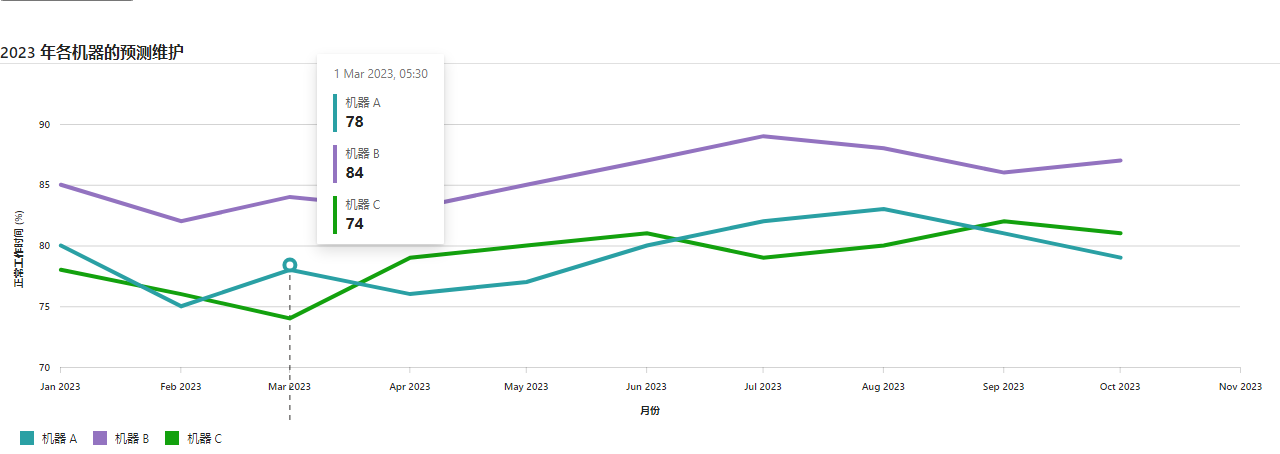 2023 年各机器的预测维护
1 Mar 2023, 05:30
机器 A
78
机器 B
84
机器 C
74
90
85
80
75
70
正常工作时间 (%)
Jan 2023
Feb 2023
Mar 2023
Apr 2023
May 2023
Jun 2023
Jul 2023
Aug 2023
Sep 2023
Oct 2023
Nov 2023
月份
机器 A
机器 B
机器 C